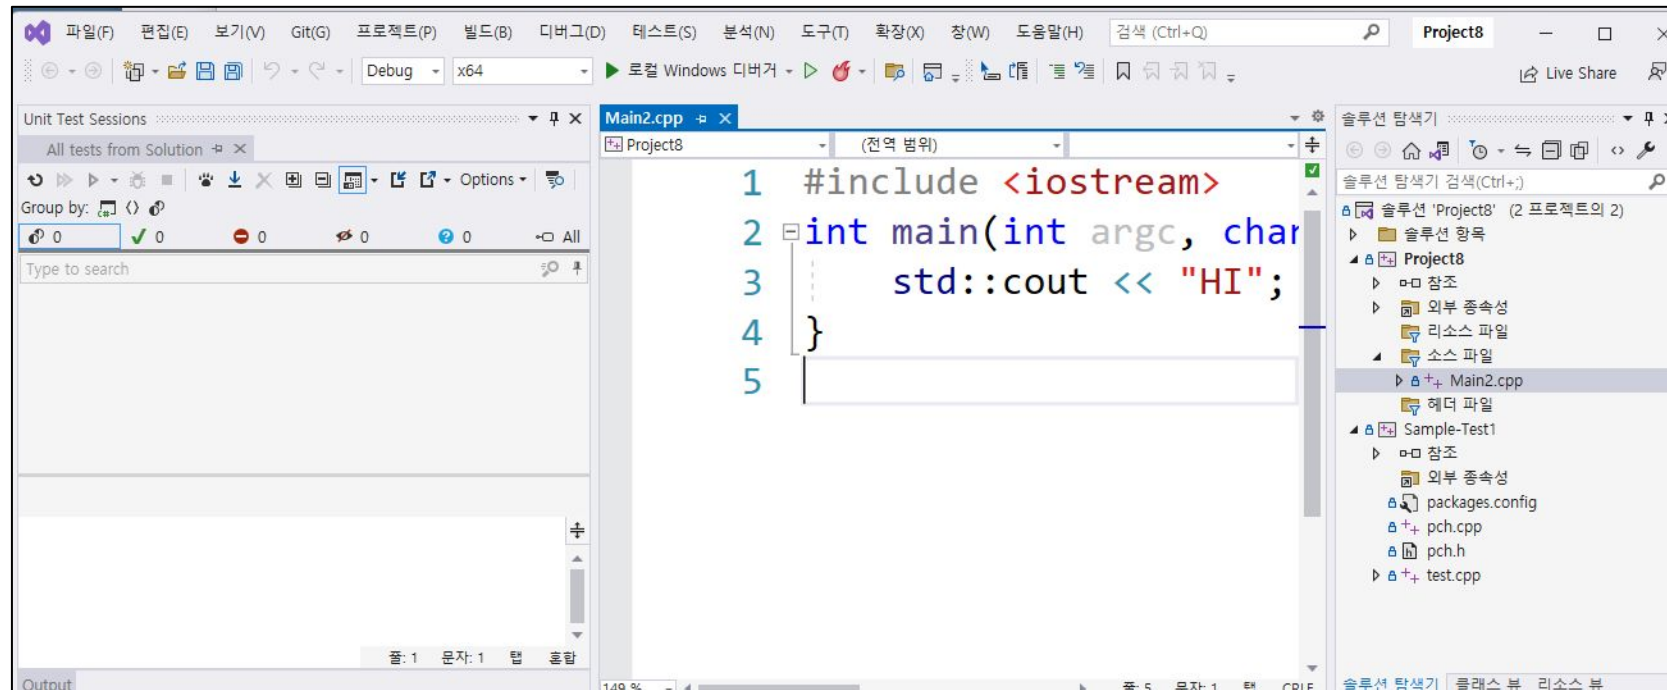 파일(F) 편집(E) 보기(V) Git(G) 프로젝트(P) 빌드(B) 디버그(D) 테스트(S) 분석(N) 도구(T) 확장(X) 창(W) 도움말(H) 검색 (Ctrl+Q) Project8
Debug x64 로컬 Windows 디버거 Live Share
Unit Test Sessions
All tests from Solution
Options
Group by:
0 0 0 0 0 All
Type to search
줄: 1 문자: 1 탭 혼합
Output
Main2.cpp
Project8 (전역 범위)
1 #include <iostream>
2 int main(int argc, char
3 std::cout << "HI";
4 }
5
149 % 줄: 5 문자: 1 탭 CRLF
솔루션 탐색기
솔루션 탐색기 검색(Ctrl+;)
솔루션 'Project8' (2 프로젝트의 2)
솔루션 항목
Project8
참조
외부 종속성
리소스 파일
소스 파일
Main2.cpp
헤더 파일
Sample-Test1
참조
외부 종속성
packages.config
pch.cpp
pch.h
test.cpp
솔루션 탐색기 클래스 뷰 리소스 뷰